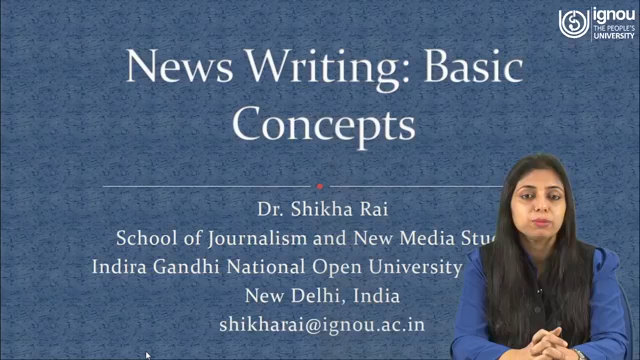 ignou
THE PEOPLE'S
UNIVERSITY
News Writing: Basic
Concepts
Dr. Shikha Rai
School of Journalism and New Media
Indira Gandhi National Open University
New Delhi, India
shikharai@ignou.ac.in